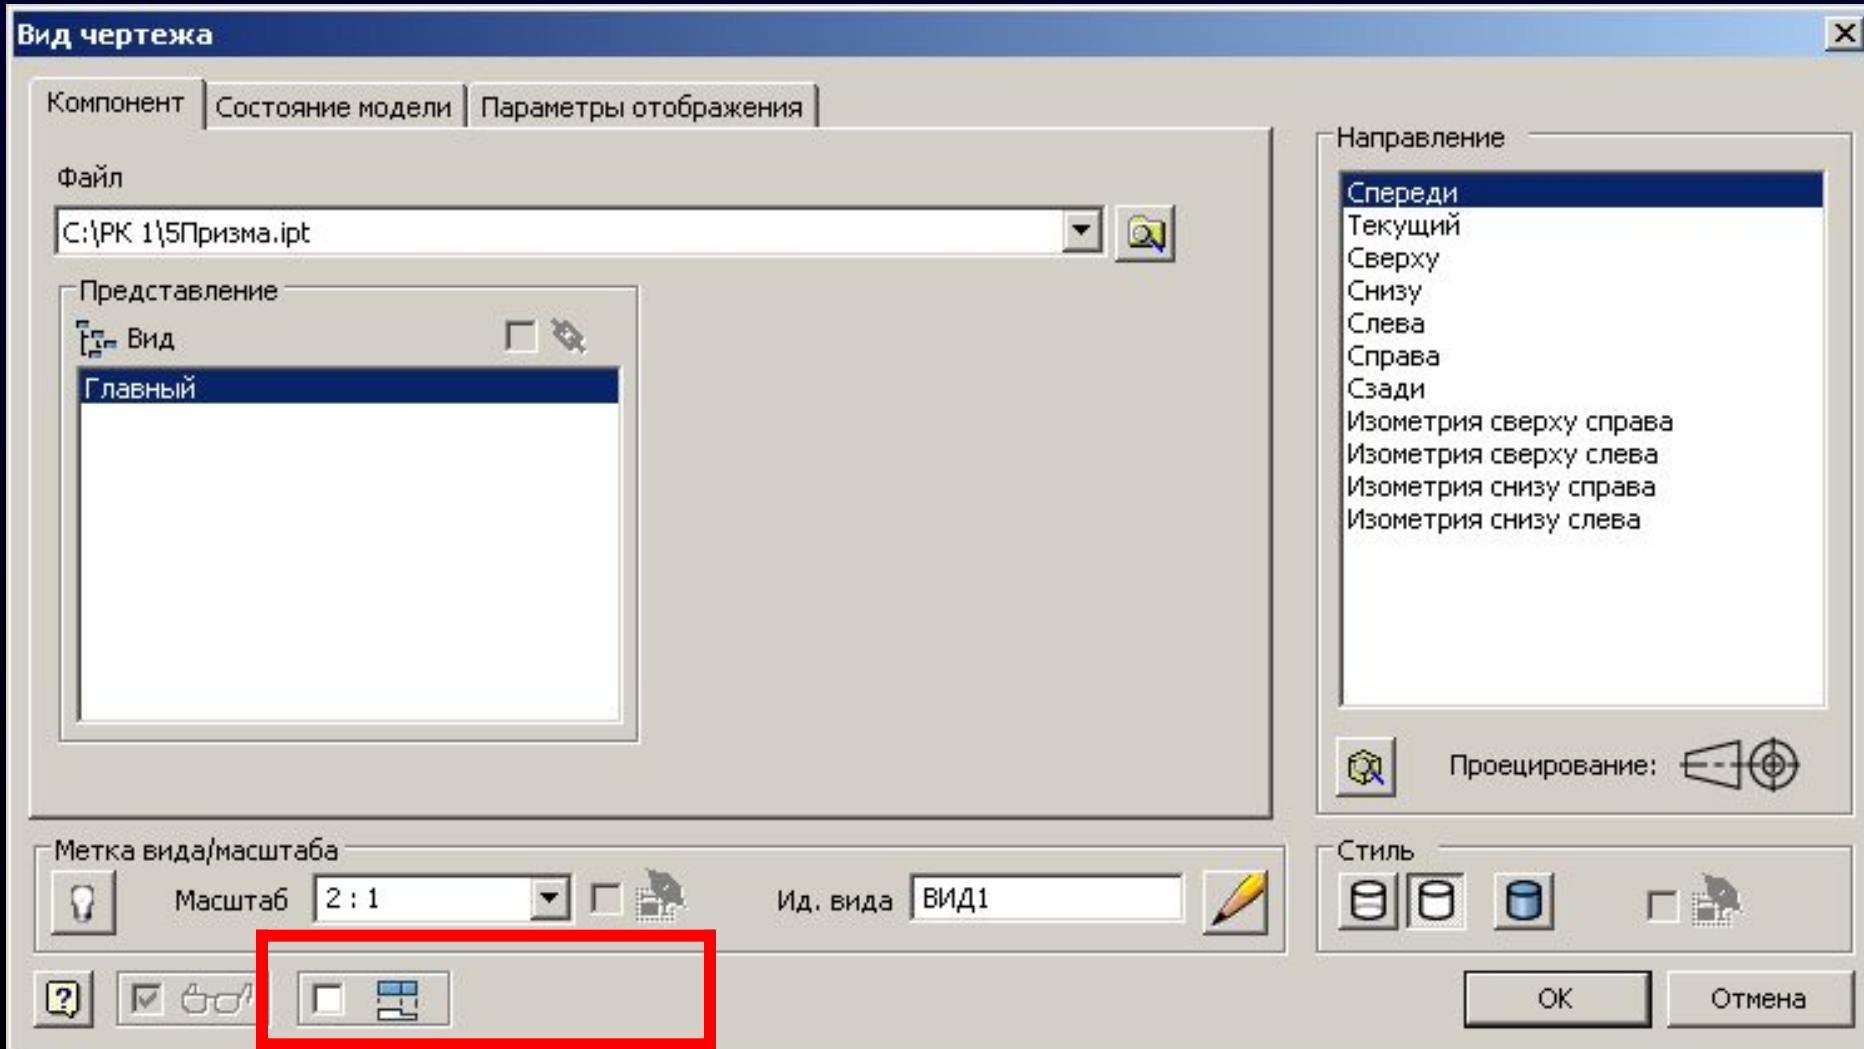 Вид чертежа
Компонент
Состояние модели
Параметры отображения
Файл
C:\РК 1\5Призма.ipt
Представление
Вид
Главный
Направление
Спереди
Текущий
Сверху
Снизу
Слева
Справа
Сзади
Изометрия сверху справа
Изометрия сверху слева
Изометрия снизу справа
Изометрия снизу слева
Проецирование:
Метка вида/масштаба
Масштаб 2 : 1 Ид. вида ВИД1
Стиль
?
OK
Отмена